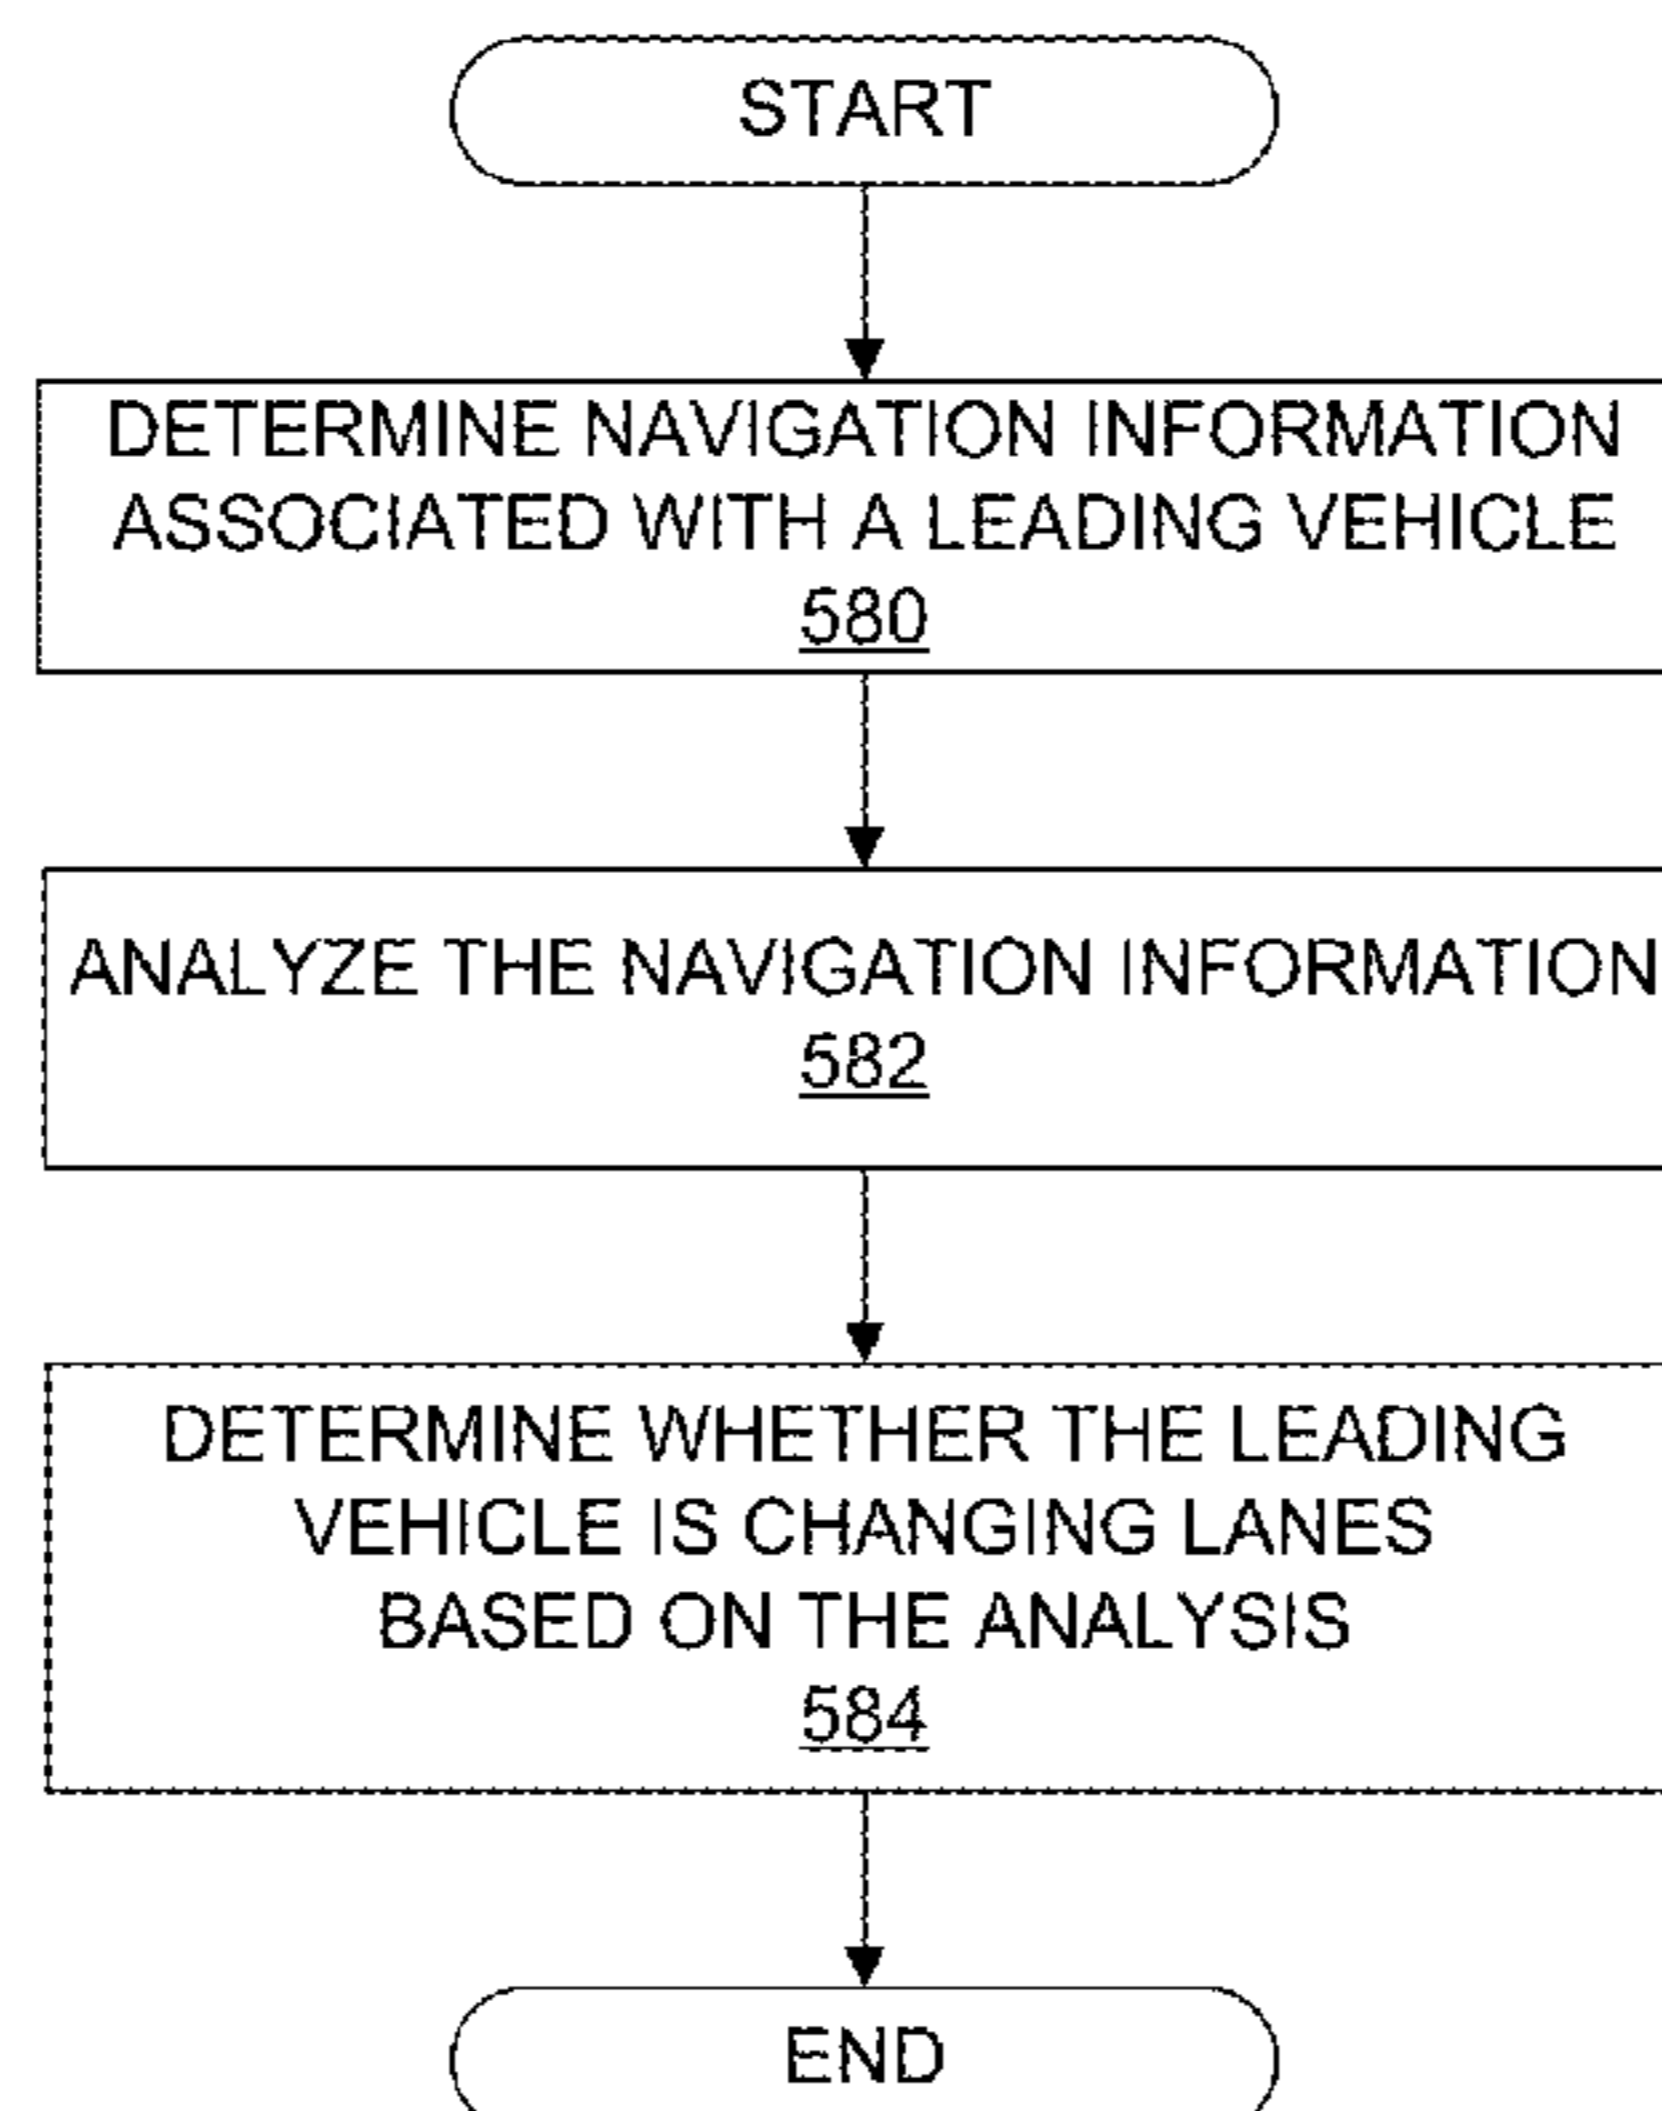 START
DETERMINE NAVIGATION INFORMATION
ASSOCIATED WITH A LEADING VEHICLE
580
ANALYZE THE NAVIGATION INFORMATION
582
DETERMINE WHETHER THE LEADING
VEHICLE IS CHANGING LANES
BASED ON THE ANALYSIS
584
END